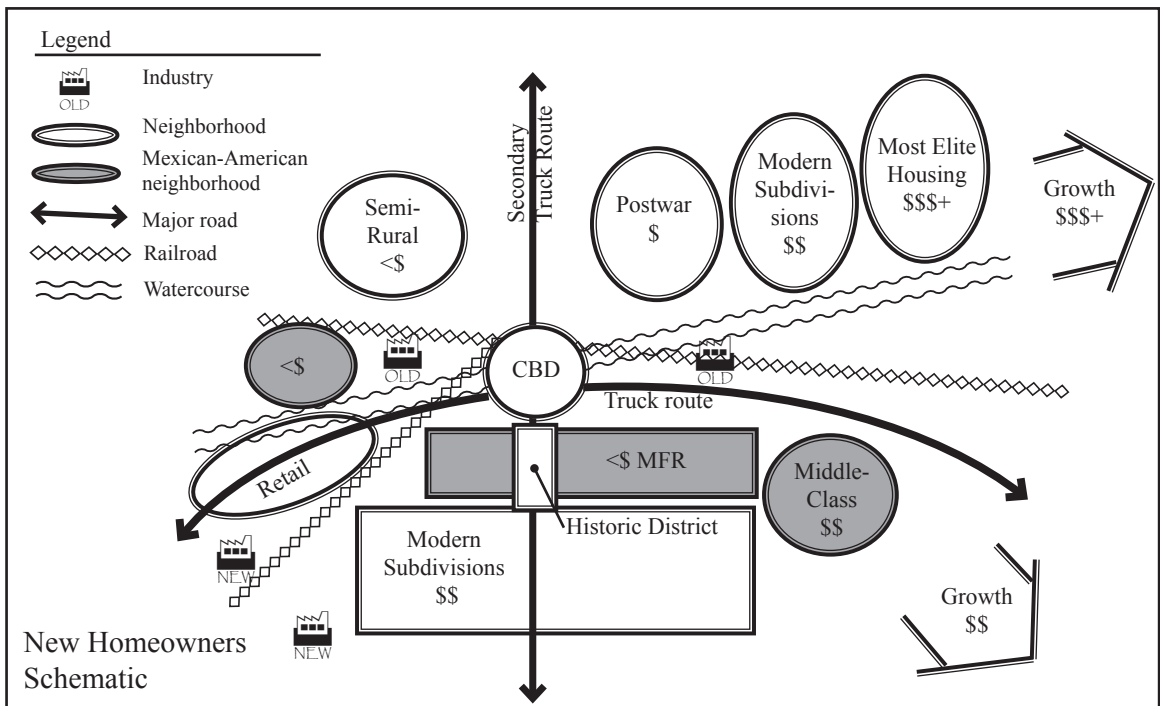 Legend
OLD
Industry
Neighborhood
Mexican-American
neighborhood
Major road
Railroad
Watercourse
Secondary
Truck Route
Semi-
Rural
<$
Postwar
$
Modern
Subdivi-
sions
$$
Most Elite
Housing
$$$+
Growth
$$$+
<$
OLD
CBD
OLD
Truck route
Retail
<$ MFR
Middle-
Class
$$
Historic District
Modern
Subdivisions
$$
NEW
NEW
Growth
$$
New Homeowners
Schematic